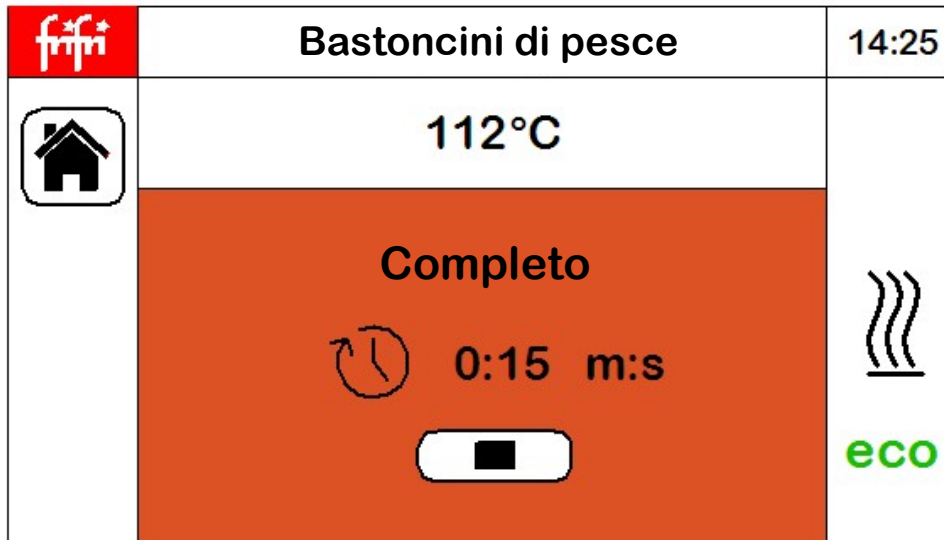 frifri
Bastoncini di pesce
14:25
112°C
Completo
0:15 m:s
eco